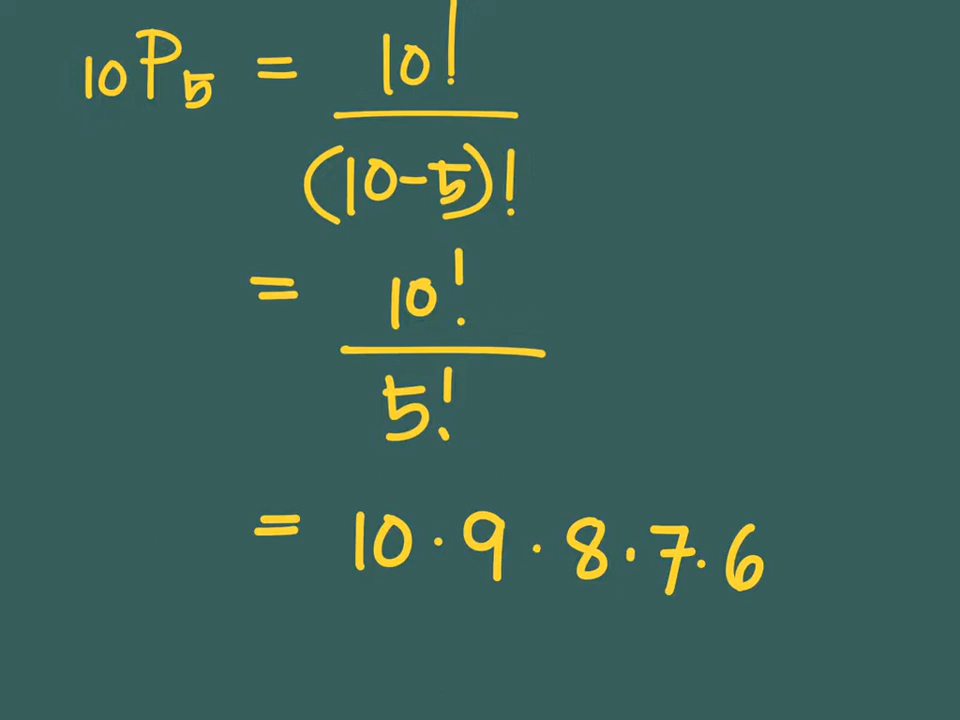 10P5 = 10!
(10-5)!
= 10!
5!
= 10 · 9 · 8 · 7 · 6